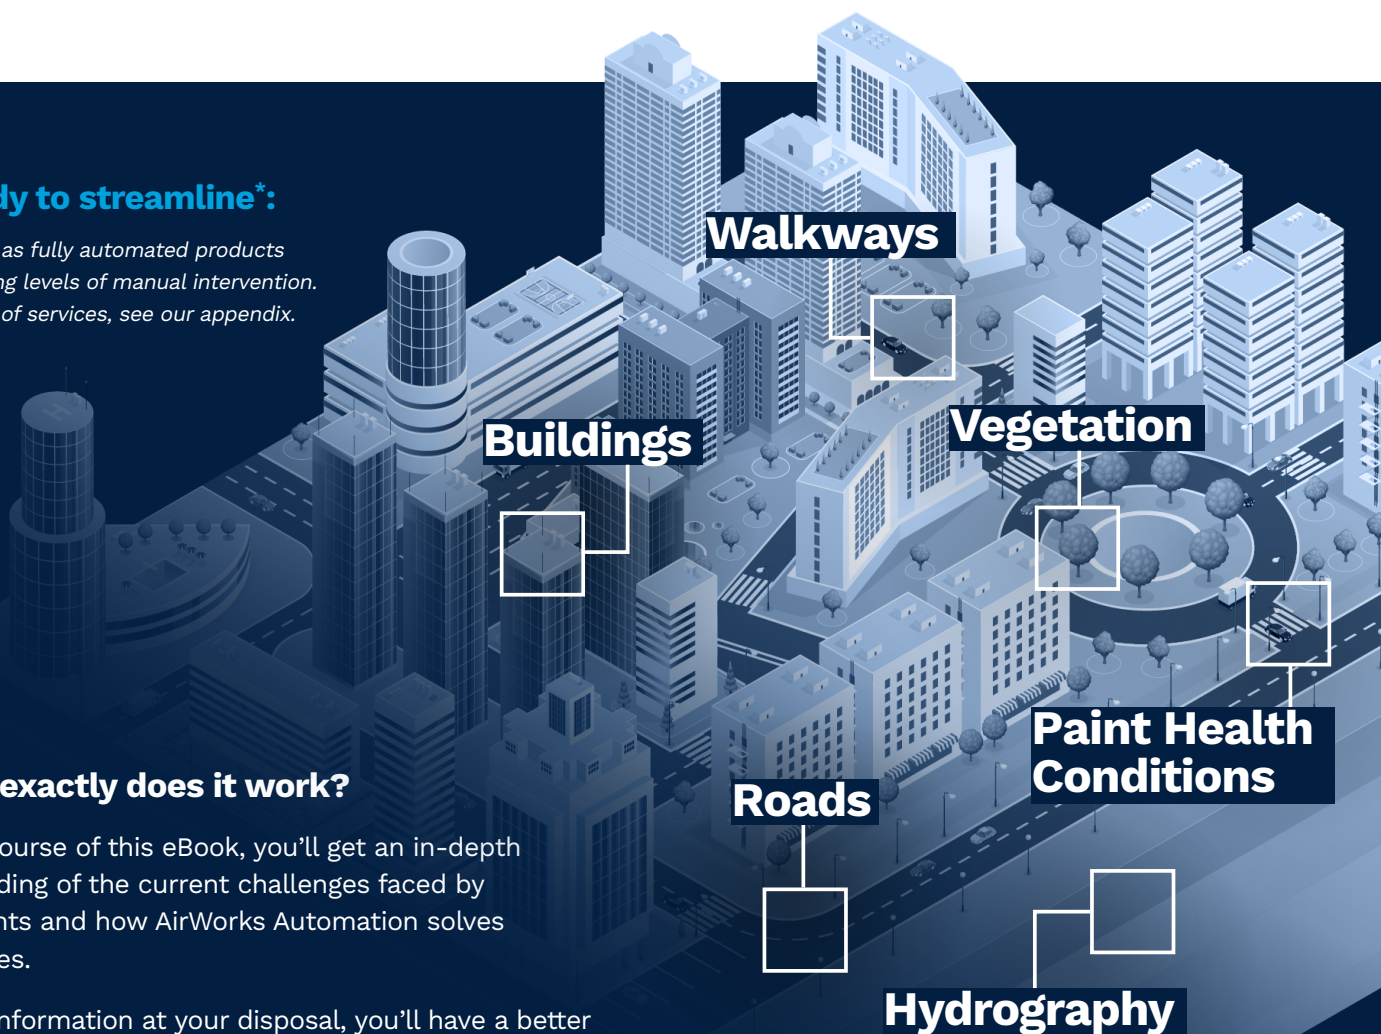 dy to streamline*:
as fully automated products
ng levels of manual intervention.
of services, see our appendix.
Walkways
Buildings
Vegetation
Paint Health
Conditions
Roads
Hydrography
exactly does it work?
ourse of this eBook, you’ll get an in-depth
ding of the current challenges faced by
nts and how AirWorks Automation solves
es.
nformation at your disposal, you’ll have a better